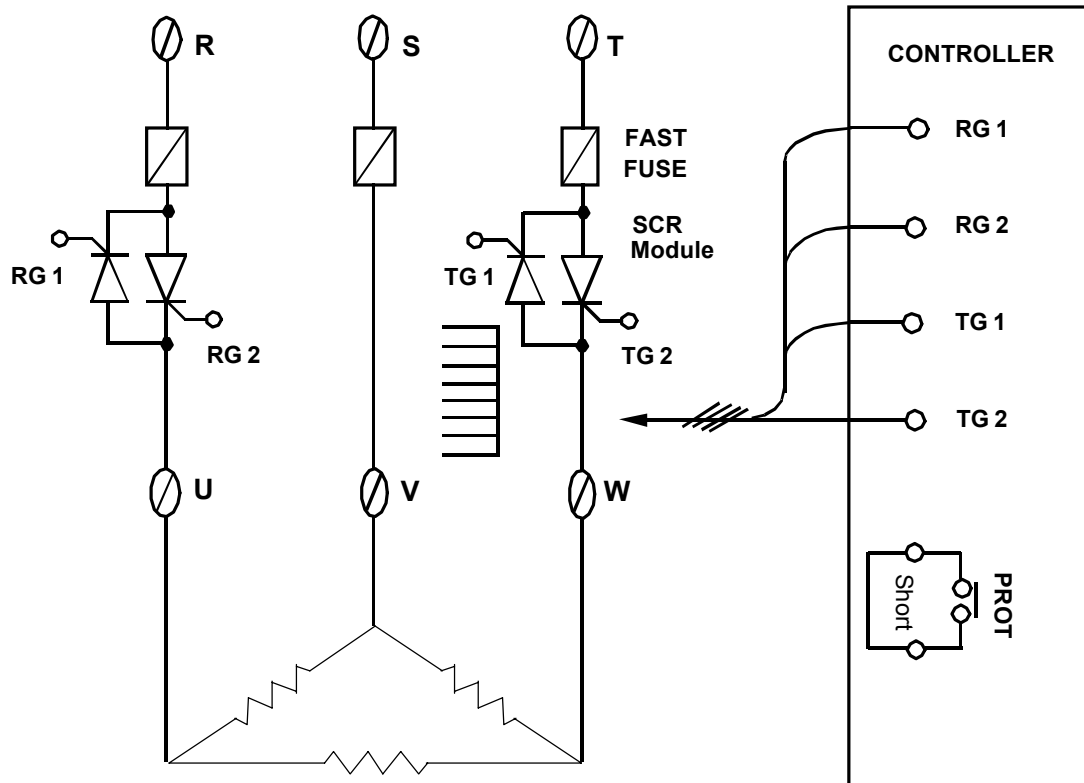 R
S
T
CONTROLLER
FAST
FUSE
RG 1
RG 2
TG 1
TG 2
SCR
Module
RG 1
RG 2
TG 1
TG 2
U
V
W
Short
PROT